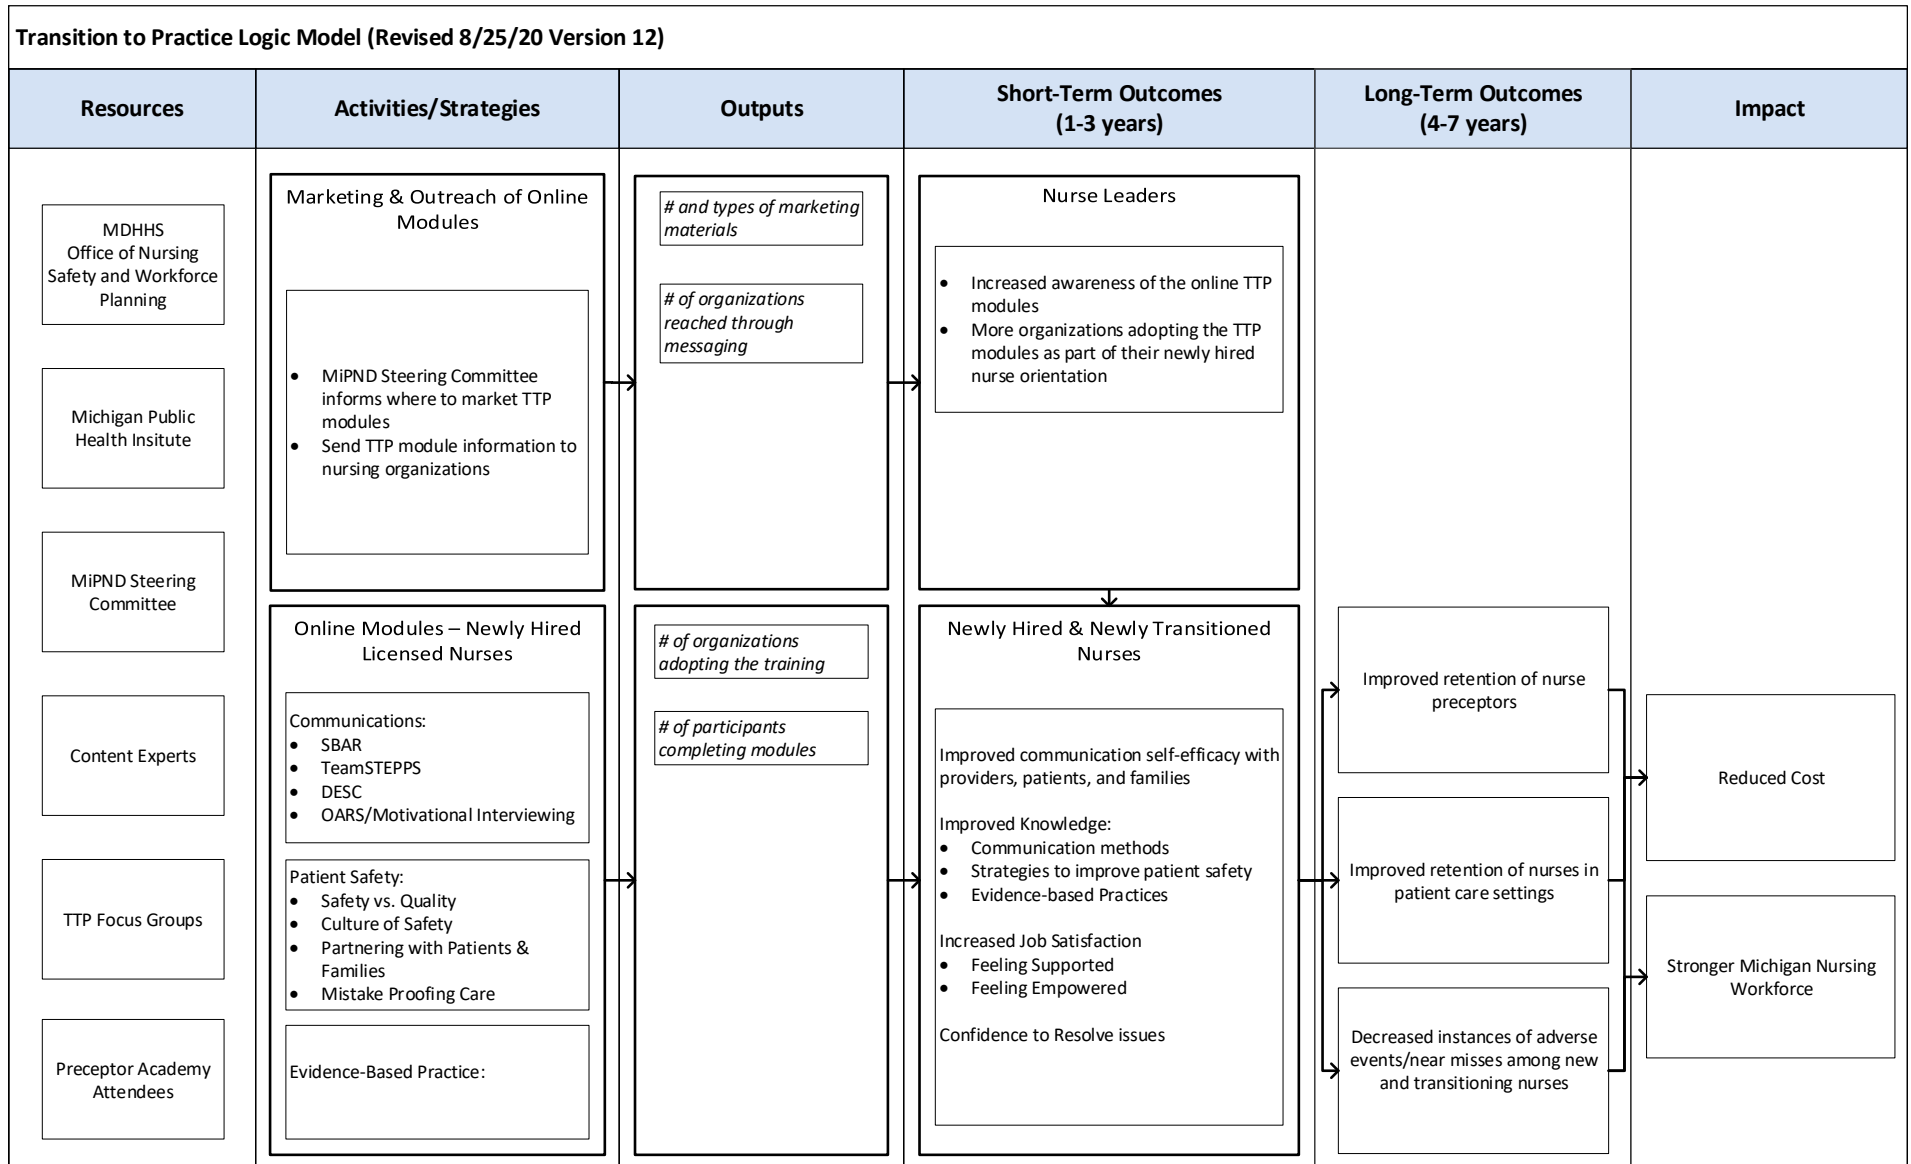 Transition to Practice Logic Model (Revised 8/25/20 Version 12)
Resources
Activities/Strategies
Outputs
Short-Term Outcomes
(1-3 years)
Long-Term Outcomes
(4-7 years)
Impact
MDHHS
Office of Nursing
Safety and Workforce
Planning
Michigan Public
Health Insitute
MiPND Steering
Committee
Content Experts
TTP Focus Groups
Preceptor Academy
Attendees
Marketing & Outreach of Online
Modules
• MiPND Steering Committee
informs where to market TTP
modules
• Send TTP module information to
nursing organizations
Online Modules – Newly Hired
Licensed Nurses
Communications:
• SBAR
• TeamSTEPPS
• DESC
• OARS/Motivational Interviewing
Patient Safety:
• Safety vs. Quality
• Culture of Safety
• Partnering with Patients &
Families
• Mistake Proofing Care
Evidence-Based Practice:
# and types of marketing
materials
# of organizations
reached through
messaging
# of organizations
adopting the training
# of participants
completing modules
Nurse Leaders
• Increased awareness of the online TTP
modules
• More organizations adopting the TTP
modules as part of their newly hired
nurse orientation
Newly Hired & Newly Transitioned
Nurses
Improved communication self-efficacy with
providers, patients, and families
Improved Knowledge:
• Communication methods
• Strategies to improve patient safety
• Evidence-based Practices
Increased Job Satisfaction
• Feeling Supported
• Feeling Empowered
Confidence to Resolve issues
Improved retention of nurse
preceptors
Improved retention of nurses in
patient care settings
Decreased instances of adverse
events/near misses among new
and transitioning nurses
Reduced Cost
Stronger Michigan Nursing
Workforce